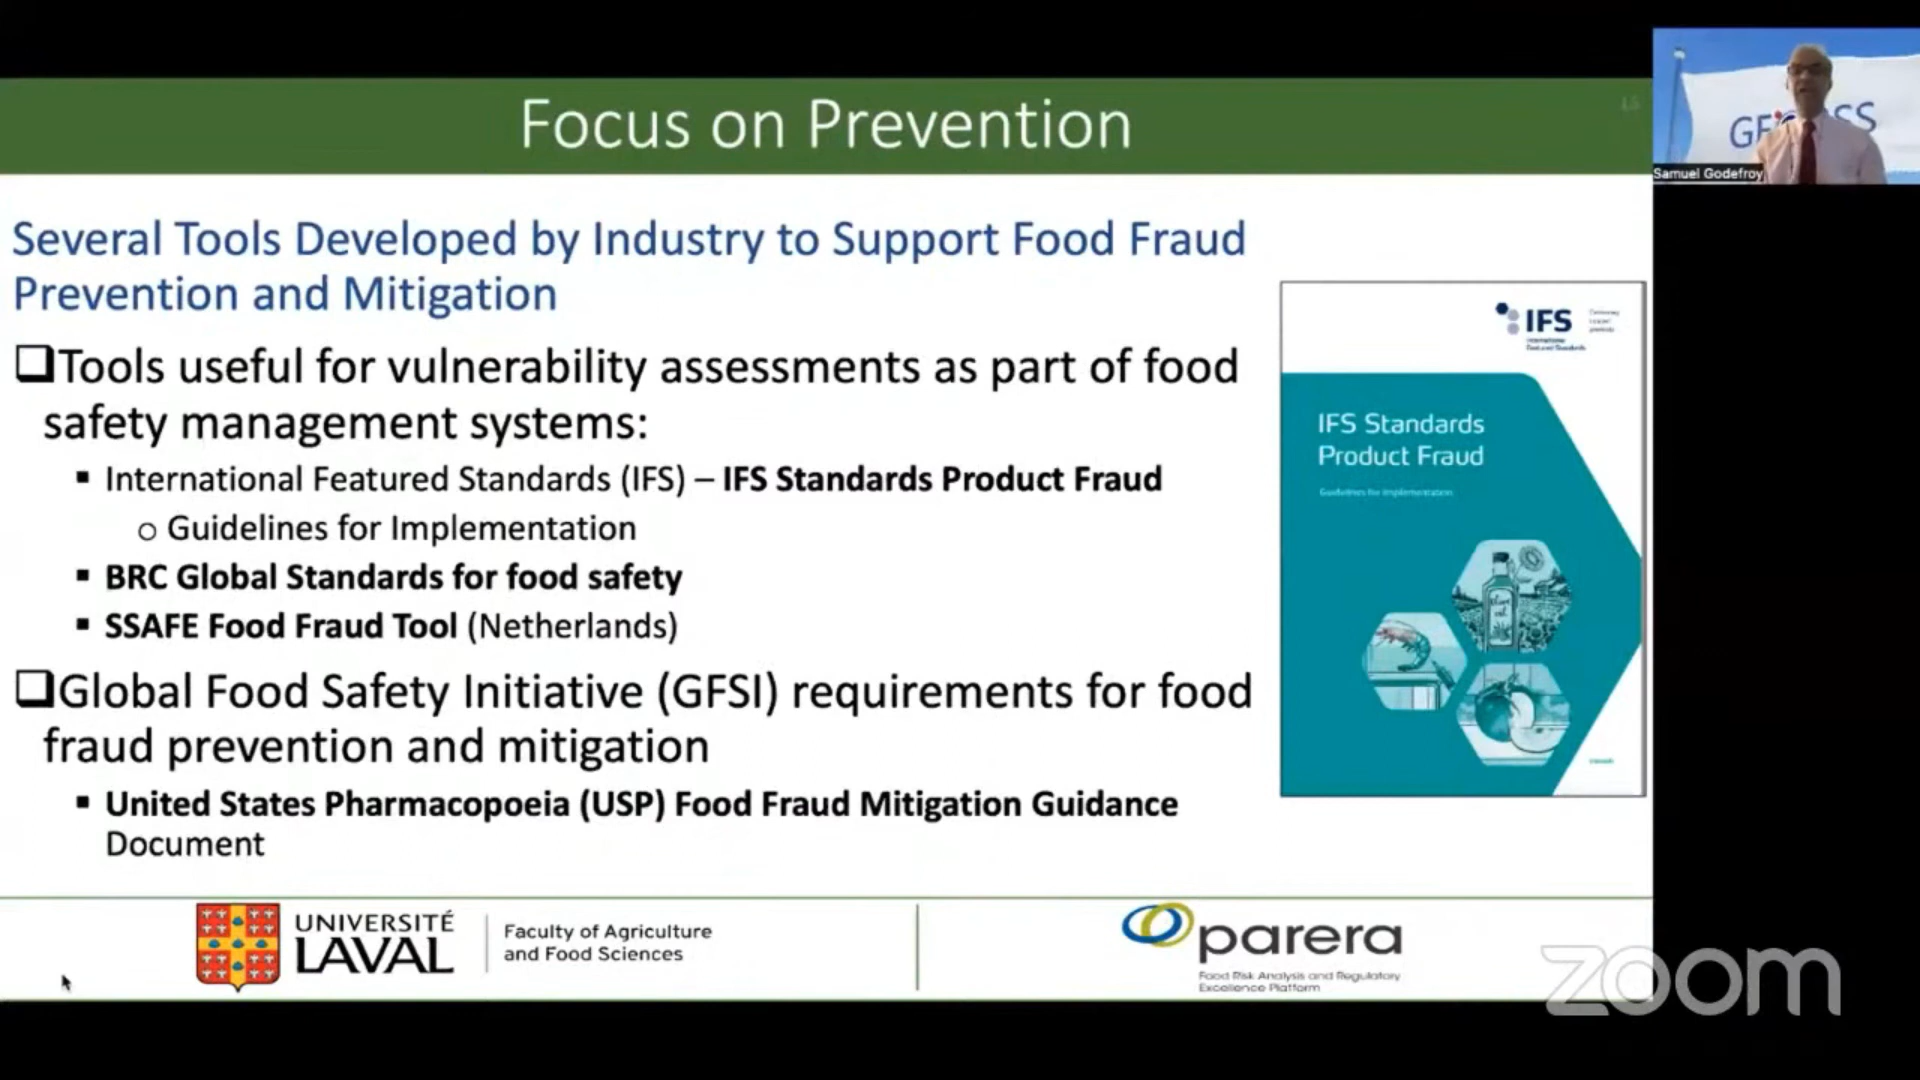 Focus on Prevention
15
Samuel Godefroy
Several Tools Developed by Industry to Support Food Fraud
Prevention and Mitigation
❑Tools useful for vulnerability assessments as part of food
safety management systems:
▪ International Featured Standards (IFS) – IFS Standards Product Fraud
o Guidelines for Implementation
▪ BRC Global Standards for food safety
▪ SSAFE Food Fraud Tool (Netherlands)
❑Global Food Safety Initiative (GFSI) requirements for food
fraud prevention and mitigation
▪ United States Pharmacopoeia (USP) Food Fraud Mitigation Guidance
Document
IFS
International
Featured Standards
IFS Standards
Product Fraud
Guidelines for Implementation
UNIVERSITÉ
LAVAL
Faculty of Agriculture
and Food Sciences
parera
Food Risk Analysis and Regulatory
Excellence Platform
zoom